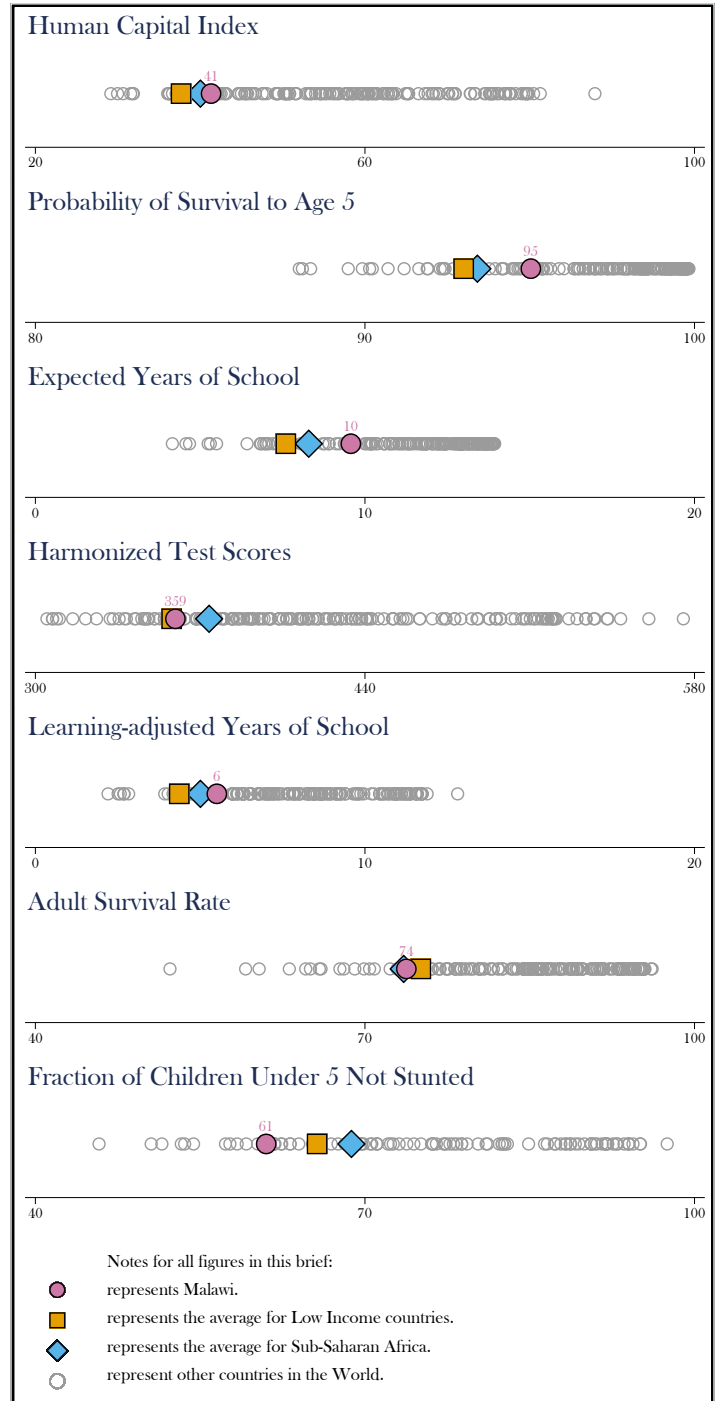 Human Capital Index
41
20 60 100
Probability of Survival to Age 5
95
80 90 100
Expected Years of School
10
0 10 20
Harmonized Test Scores
359
300 440 580
Learning-adjusted Years of School
6
0 10 20
Adult Survival Rate
74
40 70 100
Fraction of Children Under 5 Not Stunted
61
40 70 100
Notes for all figures in this brief:
represents Malawi.
represents the average for Low Income countries.
represents the average for Sub-Saharan Africa.
represent other countries in the World.